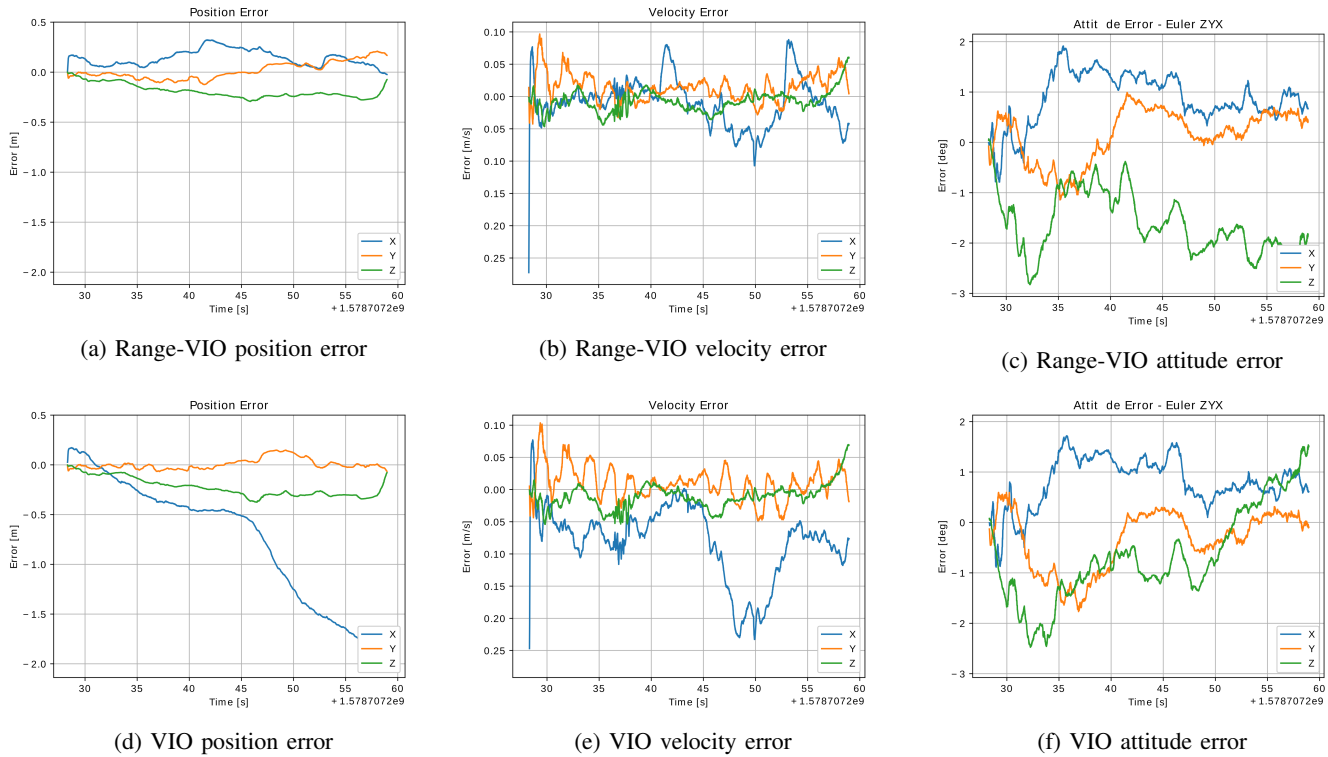 Position Error
0.5
0.0
−0.5
−1.0
−1.5
−2.0
Error [m]
30 35 40 45 50 55 60
Time [s]
+1.5787072e9
X
Y
Z
(a) Range-VIO position error
Velocity Error
0.10
0.05
0.00
0.05
0.10
0.15
0.20
0.25
Error [m/s]
30 35 40 45 50 55 60
Time [s]
+1.5787072e9
X
Y
Z
(b) Range-VIO velocity error
Attit de Error - Euler ZYX
2
1
0
−1
−2
−3
Error [deg]
30 35 40 45 50 55 60
Time [s]
+1.5787072e9
X
Y
Z
(c) Range-VIO attitude error
Position Error
0.5
0.0
−0.5
−1.0
−1.5
−2.0
Error [m]
30 35 40 45 50 55 60
Time [s]
+1.5787072e9
X
Y
Z
(d) VIO position error
Velocity Error
0.10
0.05
0.00
0.05
0.10
0.15
0.20
0.25
Error [m/s]
30 35 40 45 50 55 60
Time [s]
+1.5787072e9
X
Y
Z
(e) VIO velocity error
Attit de Error - Euler ZYX
2
1
0
−1
−2
−3
Error [deg]
30 35 40 45 50 55 60
Time [s]
+1.5787072e9
X
Y
Z
(f) VIO attitude error